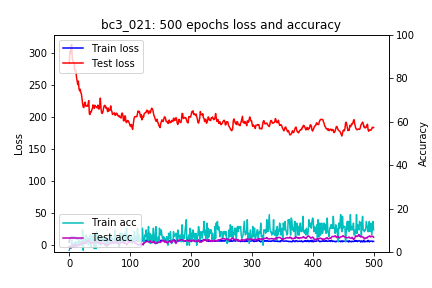 bc3_021: 500 epochs loss and accuracy
Train loss
Test loss
Train acc
Test acc
Loss
Accuracy
300
250
200
150
100
50
0
100
80
60
40
20
0
0 100 200 300 400 500